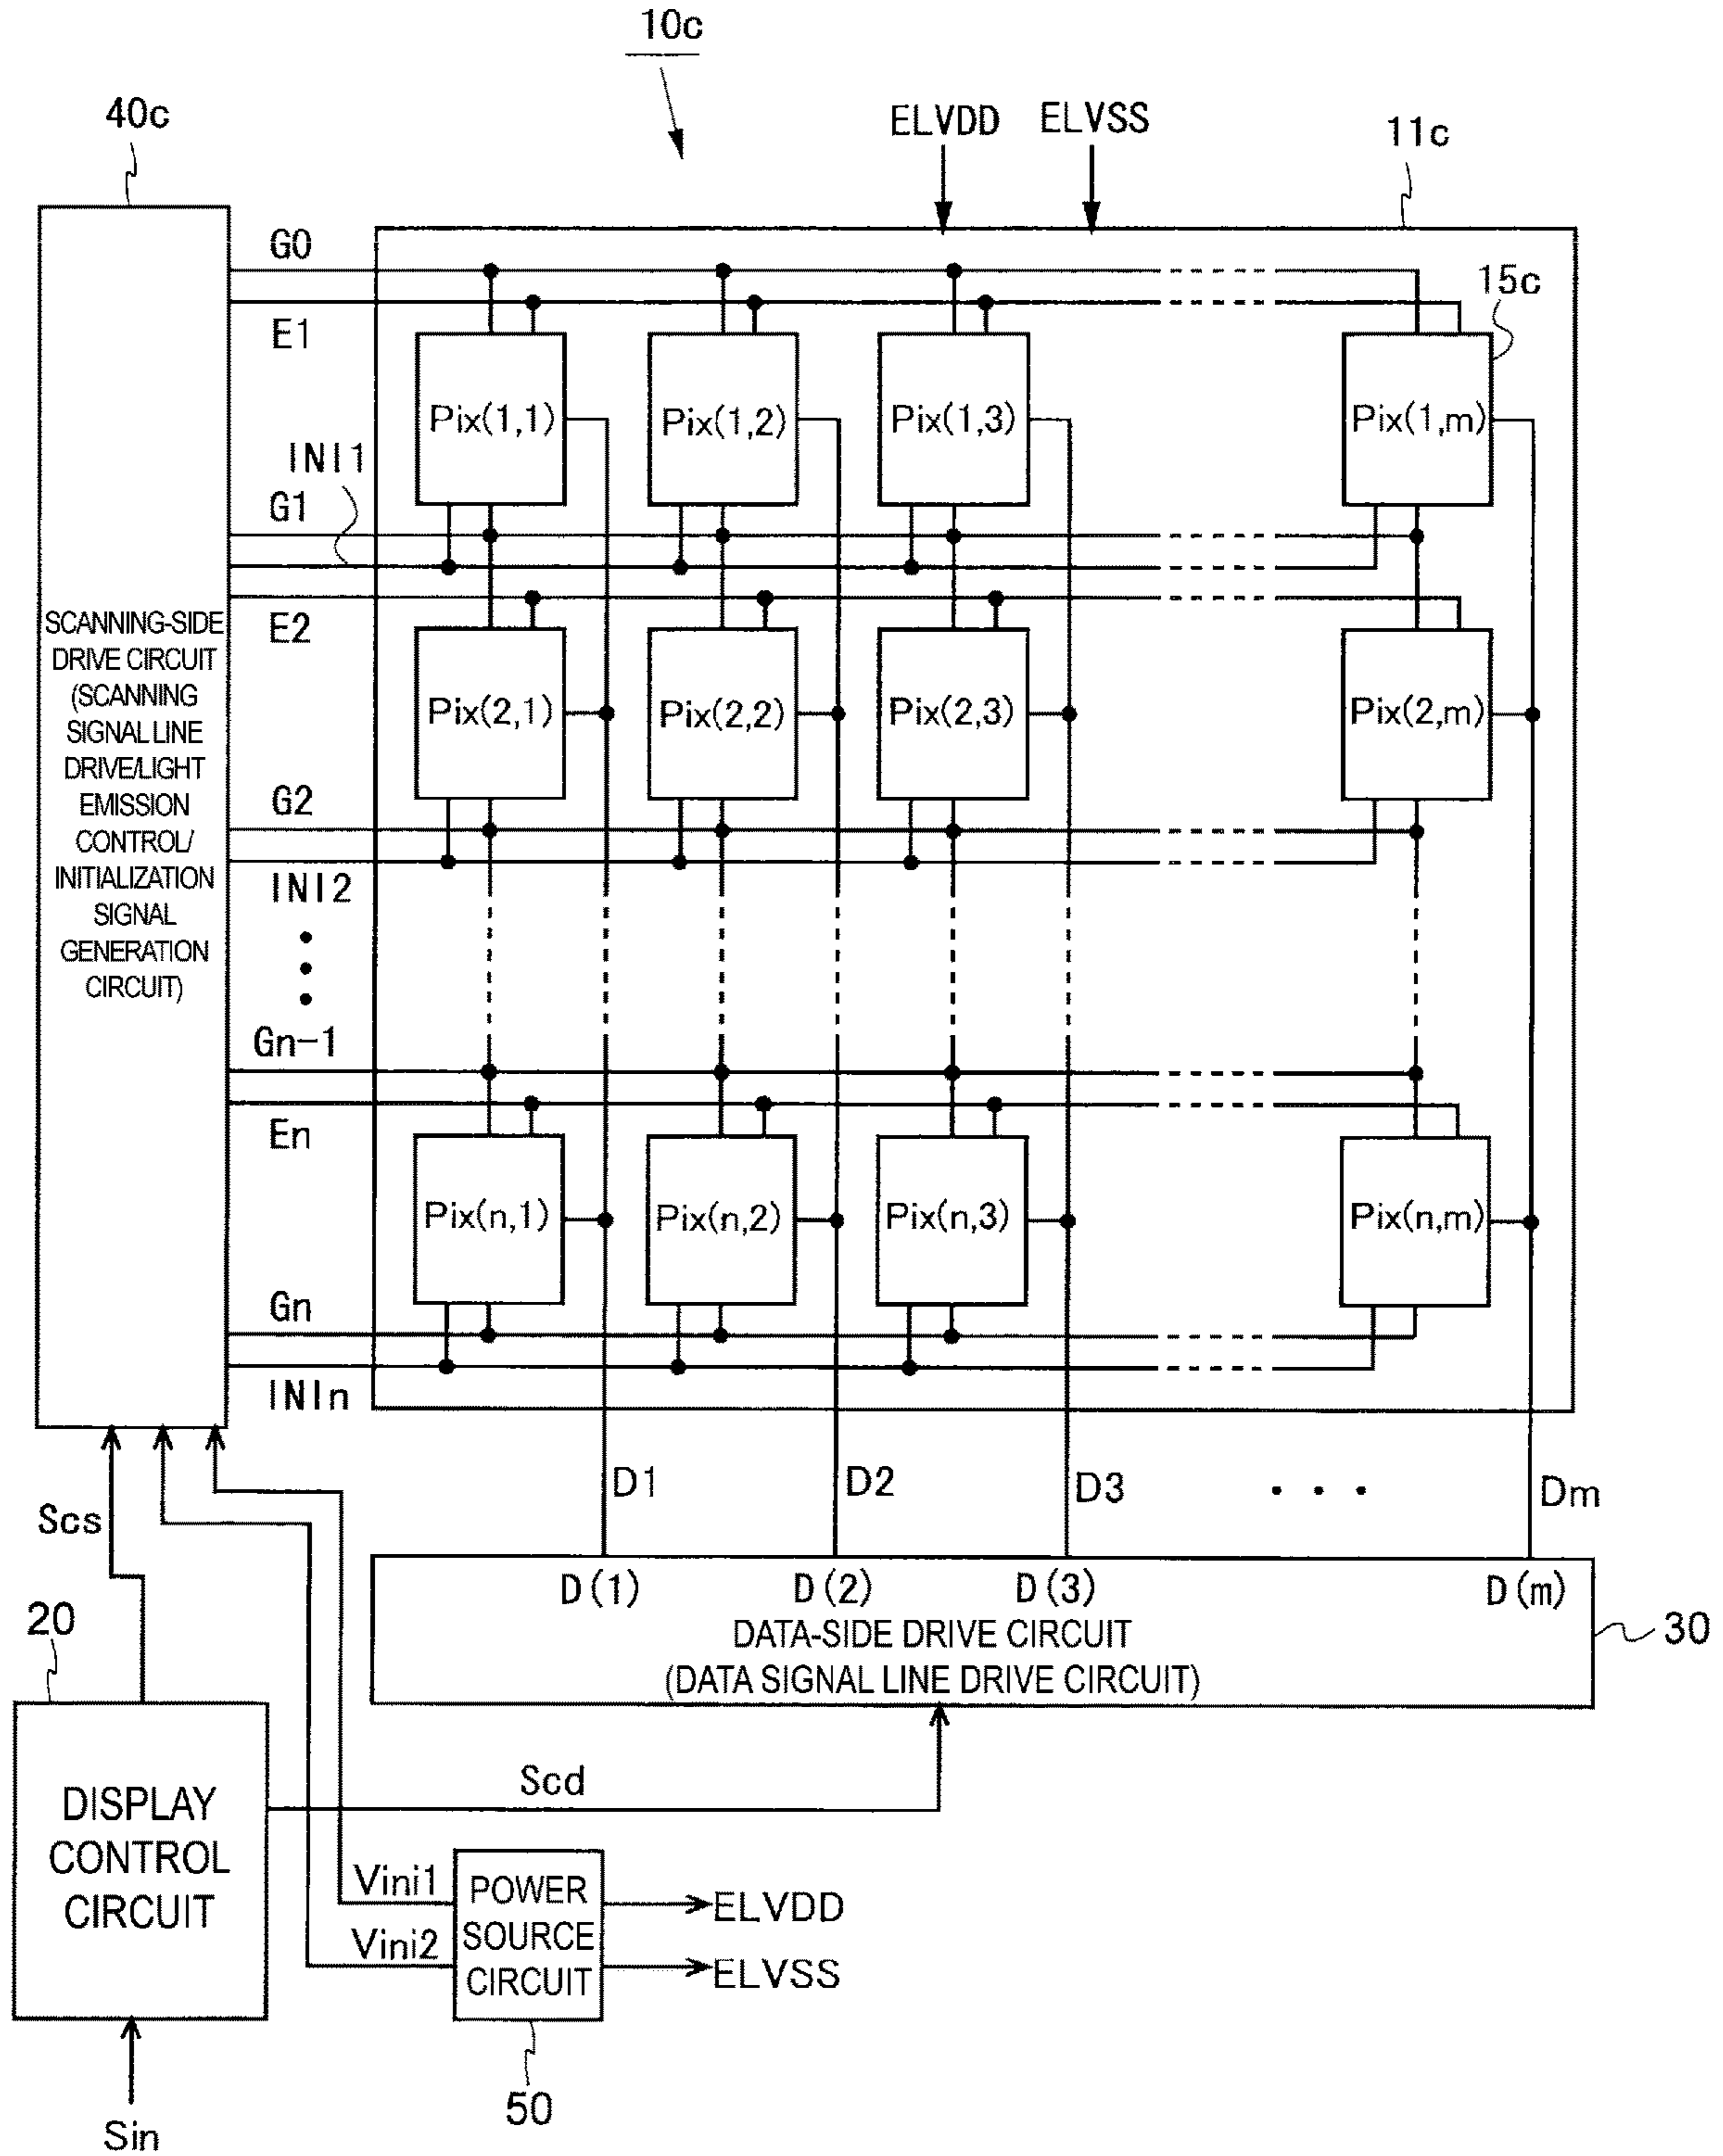 10c
40c
ELVDD
ELVSS
11c
G0
15c
E1
Pix(1,1)
Pix(1,2)
Pix(1,3)
Pix(1,m)
INI1
G1
E2
SCANNING-SIDE
DRIVE CIRCUIT
(SCANNING
SIGNAL LINE
DRIVE/LIGHT
EMISSION
CONTROL/
INITIALIZATION
SIGNAL
GENERATION
CIRCUIT)
Pix(2,1)
Pix(2,2)
Pix(2,3)
Pix(2,m)
G2
INI2
Gn-1
En
Pix(n,1)
Pix(n,2)
Pix(n,3)
Pix(n,m)
Gn
INIn
D1
D2
D3
Dm
Scs
D(1)
D(2)
D(3)
D(m)
DATA-SIDE DRIVE CIRCUIT
(DATA SIGNAL LINE DRIVE CIRCUIT)
30
20
DISPLAY
CONTROL
CIRCUIT
Scd
Vini1
Vini2
POWER
SOURCE
CIRCUIT
ELVDD
ELVSS
50
Sin